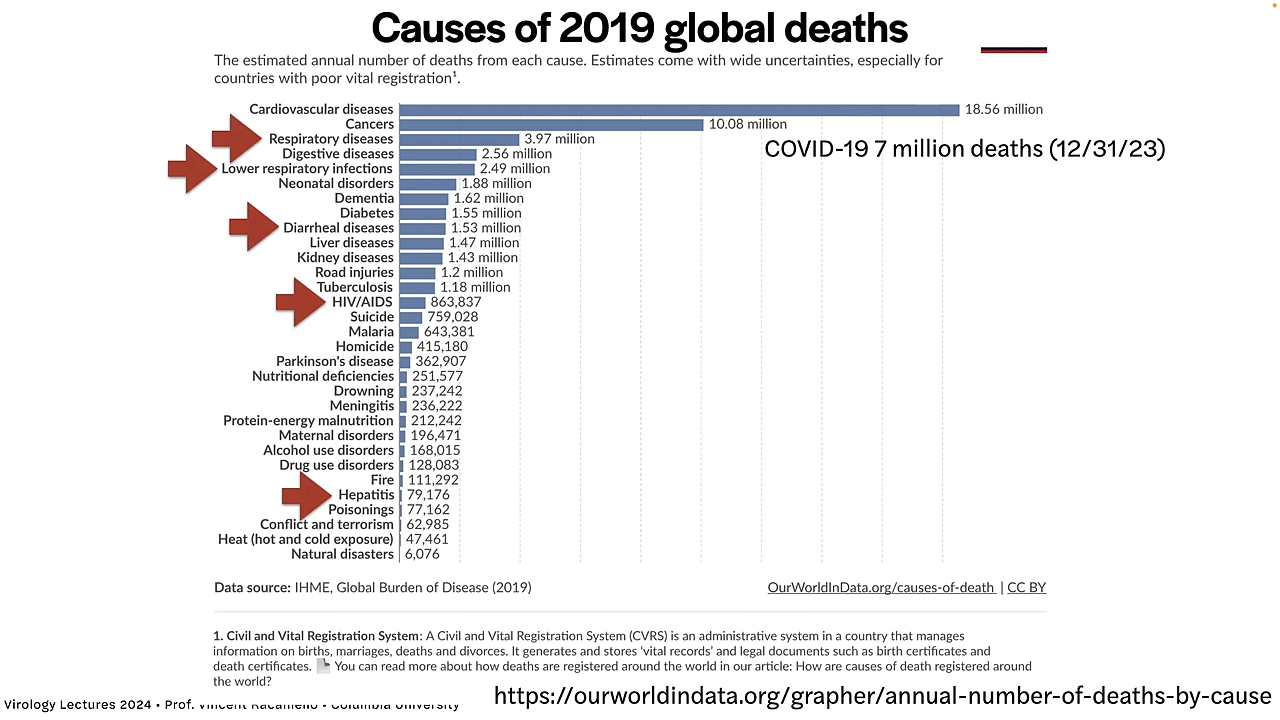 Causes of 2019 global deaths
The estimated annual number of deaths from each cause. Estimates come with wide uncertainties, especially for
countries with poor vital registration¹.
Cardiovascular diseases 18.56 million
Cancers 10.08 million
Respiratory diseases 3.97 million
COVID-19 7 million deaths (12/31/23)
Digestive diseases 2.56 million
Lower respiratory infections 2.49 million
Neonatal disorders 1.88 million
Dementia 1.62 million
Diabetes 1.55 million
Diarrheal diseases 1.53 million
Liver diseases 1.47 million
Kidney diseases 1.43 million
Road injuries 1.2 million
Tuberculosis 1.18 million
HIV/AIDS 863,837
Suicide 759,028
Malaria 643,381
Homicide 415,180
Parkinson's disease 362,907
Nutritional deficiencies 251,577
Drowning 237,242
Meningitis 236,222
Protein-energy malnutrition 212,242
Maternal disorders 196,471
Alcohol use disorders 168,015
Drug use disorders 128,083
Fire 111,292
Hepatitis 79,176
Poisonings 77,162
Conflict and terrorism 62,985
Heat (hot and cold exposure) 47,461
Natural disasters 6,076
Data source: IHME, Global Burden of Disease (2019)
OurWorldInData.org/causes-of-death | CC BY
1. Civil and Vital Registration System: A Civil and Vital Registration System (CVRS) is an administrative system in a country that manages
information on births, marriages, deaths and divorces. It generates and stores ‘vital records’ and legal documents such as birth certificates and
death certificates. You can read more about how deaths are registered around the world in our article: How are causes of death registered around
the world?
https://ourworldindata.org/grapher/annual-number-of-deaths-by-cause
Virology Lectures 2024 • Prof. Vincent Racaniello • Columbia University